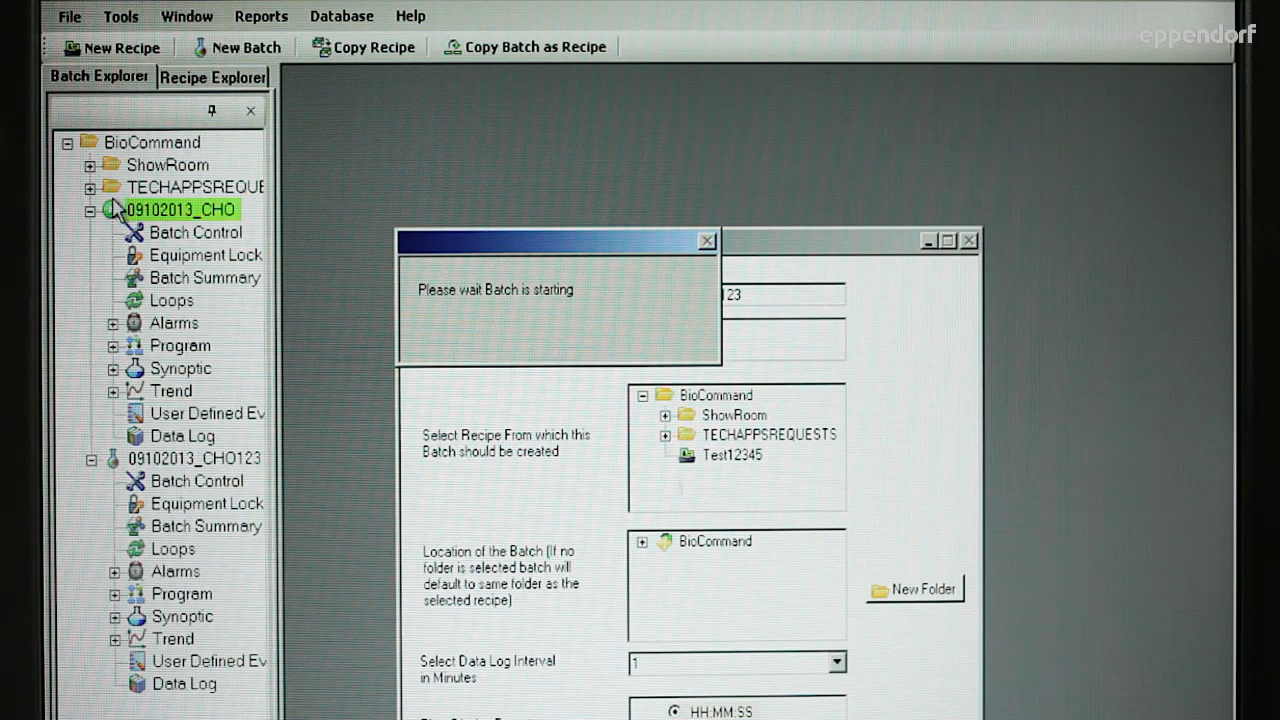 File Tools Window Reports Database Help
eppendorf
New Recipe New Batch Copy Recipe Copy Batch as Recipe
Batch Explorer Recipe Explorer
BioCommand
ShowRoom
TECHAPPSREQUE
09102013_CHO
Batch Control
Equipment Lock
Batch Summary
Loops
Alarms
Program
Synoptic
Trend
User Defined Ev
Data Log
09102013_CHO123
Batch Control
Equipment Lock
Batch Summary
Loops
Alarms
Program
Synoptic
Trend
User Defined Ev
Data Log
Please wait Batch is starting
123
Select Recipe From which this
Batch should be created
BioCommand
ShowRoom
TECHAPPSREQUESTS
Test12345
Location of the Batch (If no
folder is selected batch will
default to same folder as the
selected recipe)
BioCommand
New Folder
Select Data Log Interval
in Minutes
1
HH:MM:SS